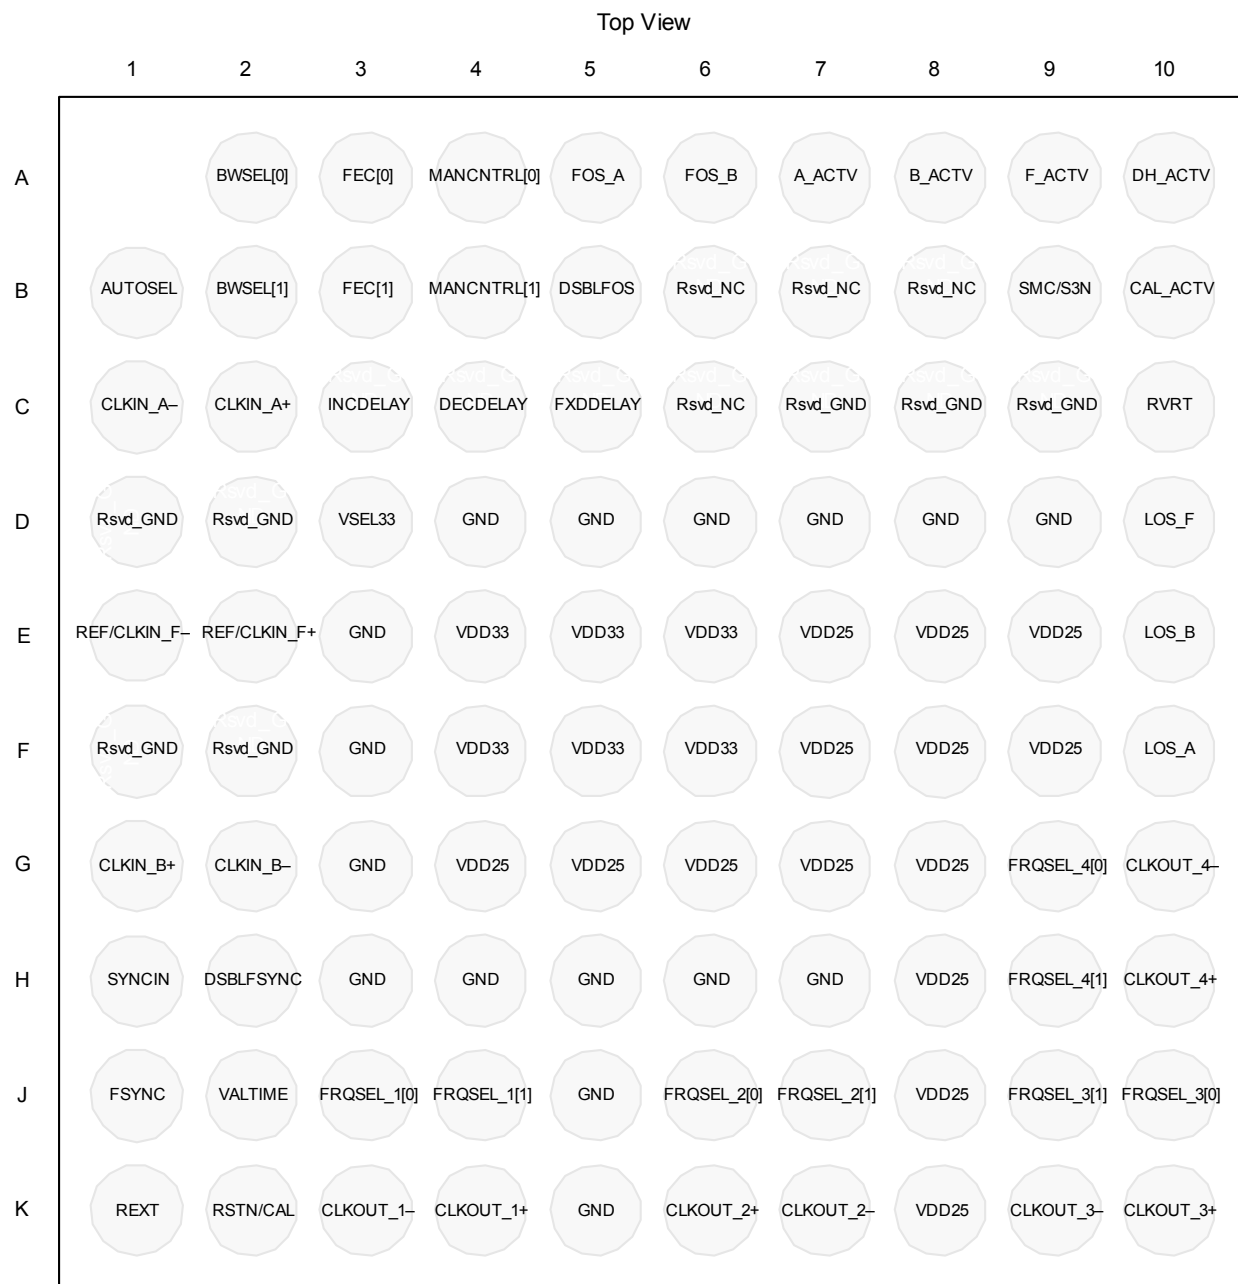 Top View
1 2 3 4 5 6 7 8 9 10
A BWSEL[0] FEC[0] MANCNTRL[0] FOS_A FOS_B A_ACTV B_ACTV F_ACTV DH_ACTV
B AUTOSEL BWSEL[1] FEC[1] MANCNTRL[1] DSBLFOS Rsvd_NC Rsvd_NC Rsvd_NC SMC/S3N CAL_ACTV
C CLKIN_A– CLKIN_A+ INCDELAY DECDELAY FXDDELAY Rsvd_NC Rsvd_GND Rsvd_GND Rsvd_GND RVRT
D Rsvd_GND Rsvd_GND VSEL33 GND GND GND GND GND GND LOS_F
E REF/CLKIN_F– REF/CLKIN_F+ GND VDD33 VDD33 VDD33 VDD25 VDD25 VDD25 LOS_B
F Rsvd_GND Rsvd_GND GND VDD33 VDD33 VDD33 VDD25 VDD25 VDD25 LOS_A
G CLKIN_B+ CLKIN_B– GND VDD25 VDD25 VDD25 VDD25 VDD25 FRQSEL_4[0] CLKOUT_4–
H SYNCIN DSBLFSYNC GND GND GND GND GND VDD25 FRQSEL_4[1] CLKOUT_4+
J FSYNC VALTIME FRQSEL_1[0] FRQSEL_1[1] GND FRQSEL_2[0] FRQSEL_2[1] VDD25 FRQSEL_3[1] FRQSEL_3[0]
K REXT RSTN/CAL CLKOUT_1– CLKOUT_1+ GND CLKOUT_2+ CLKOUT_2– VDD25 CLKOUT_3– CLKOUT_3+